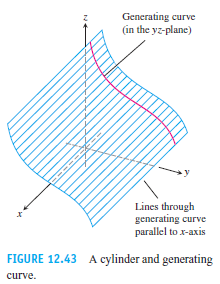 Generating curve
(in the yz-plane)
z
y
x
Lines through
generating curve
parallel to x-axis
FIGURE 12.43 A cylinder and generating
curve.